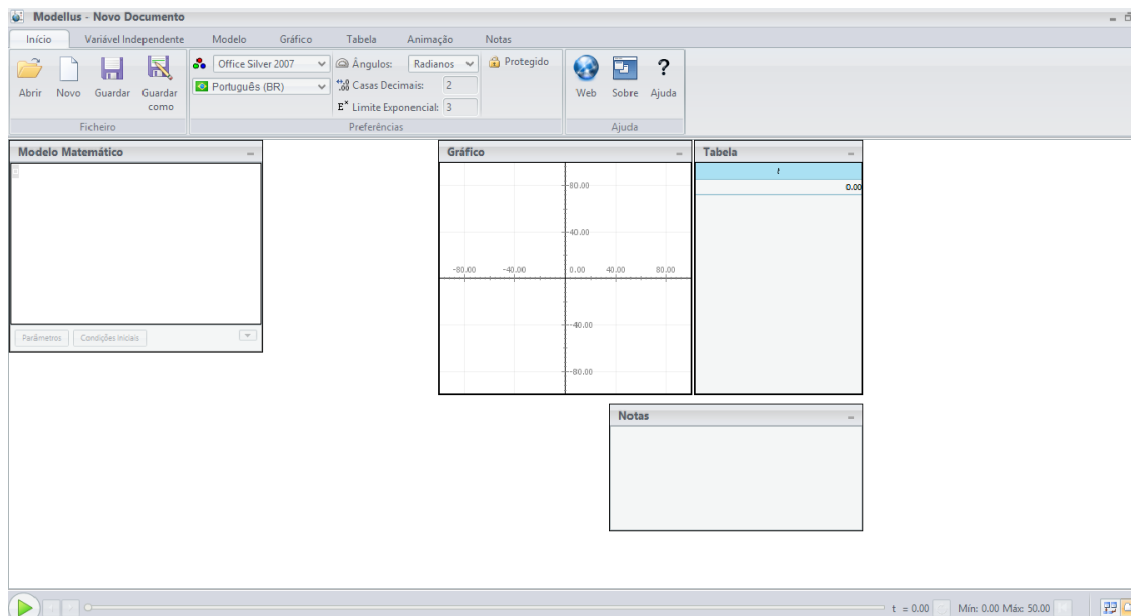 Modellus - Novo Documento
Início Variável Independente Modelo Gráfico Tabela Animação Notas
Abrir Novo Guardar Guardar como
Office Silver 2007 Ângulos: Radianos Protegido
Português (BR) Casas Decimais: 2
Eˣ Limite Exponencial: 3
Web Sobre ? Ajuda
Ficheiro Preferências Ajuda
Modelo Matemático
Parâmetros Condições Iniciais
Gráfico
80.00
40.00
-80.00 -40.00 0.00 40.00 80.00
-40.00
-80.00
Tabela
t
0.00
Notas
t = 0.00 Mín: 0.00 Máx: 50.00